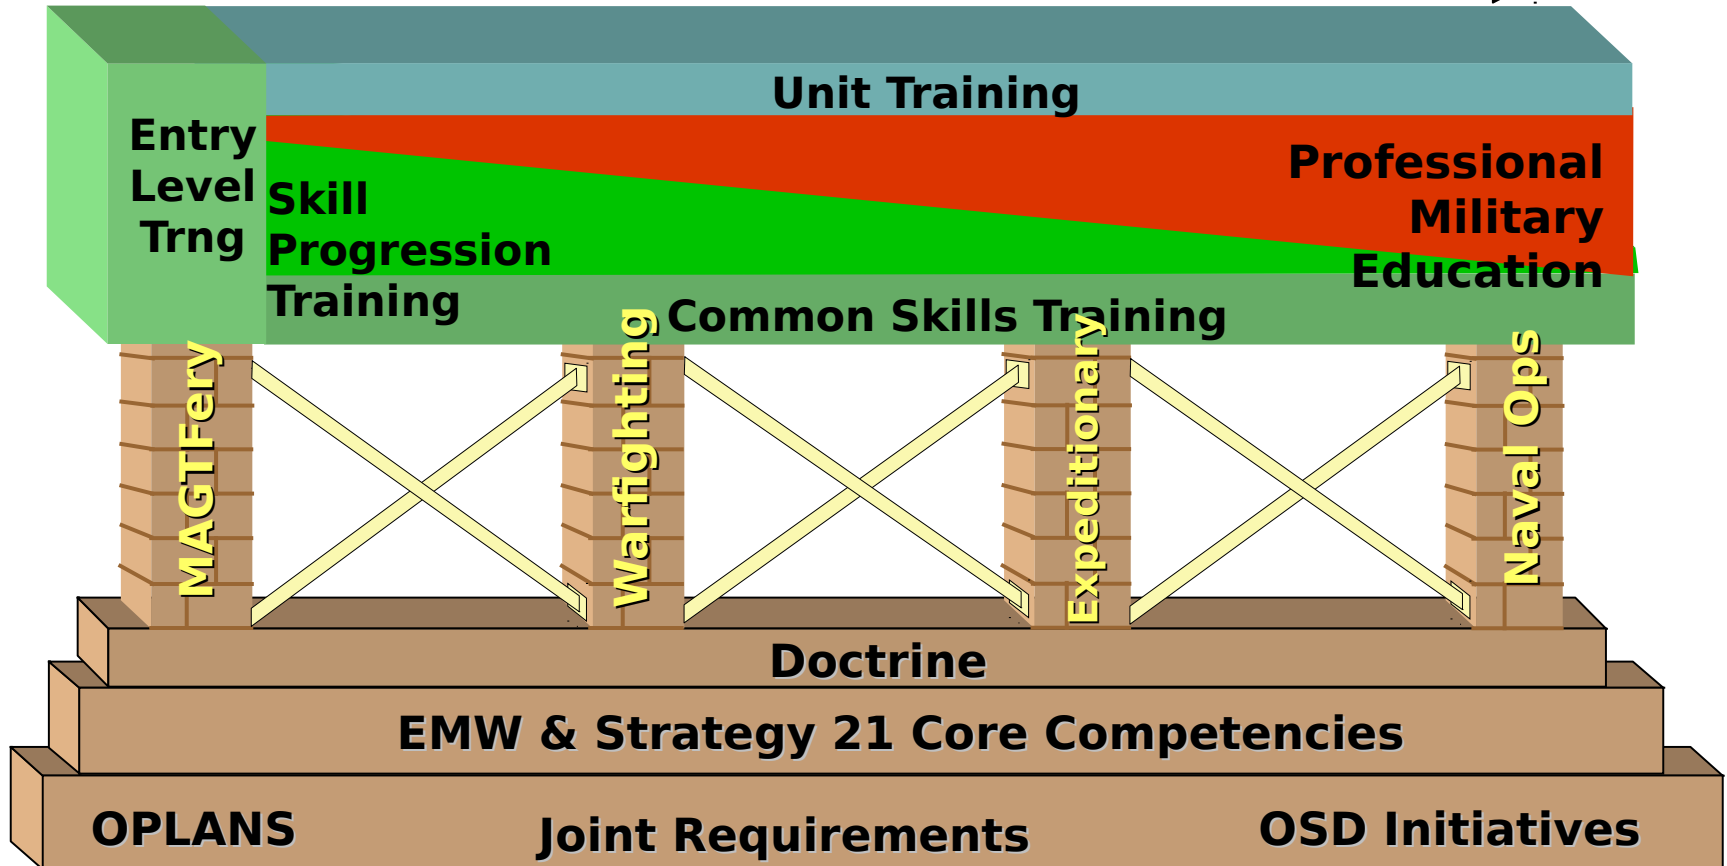 Unit Training
Entry
Level
Trng
Skill
Progression
Training
Professional
Military
Education
Common Skills Training
MAGTFery
Warfighting
Expeditionary
Naval Ops
Doctrine
EMW & Strategy 21 Core Competencies
OPLANS
Joint Requirements
OSD Initiatives